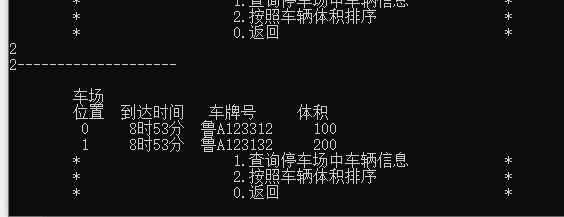 * 1.查询停车场中车辆信息 *
* 2.按照车辆体积排序 *
* 0.返回 *
2
2--------------------
车场
位置 到达时间 车牌号 体积
0 8时53分 鲁A123312 100
1 8时53分 鲁A123132 200
* 1.查询停车场中车辆信息 *
* 2.按照车辆体积排序 *
* 0.返回 *